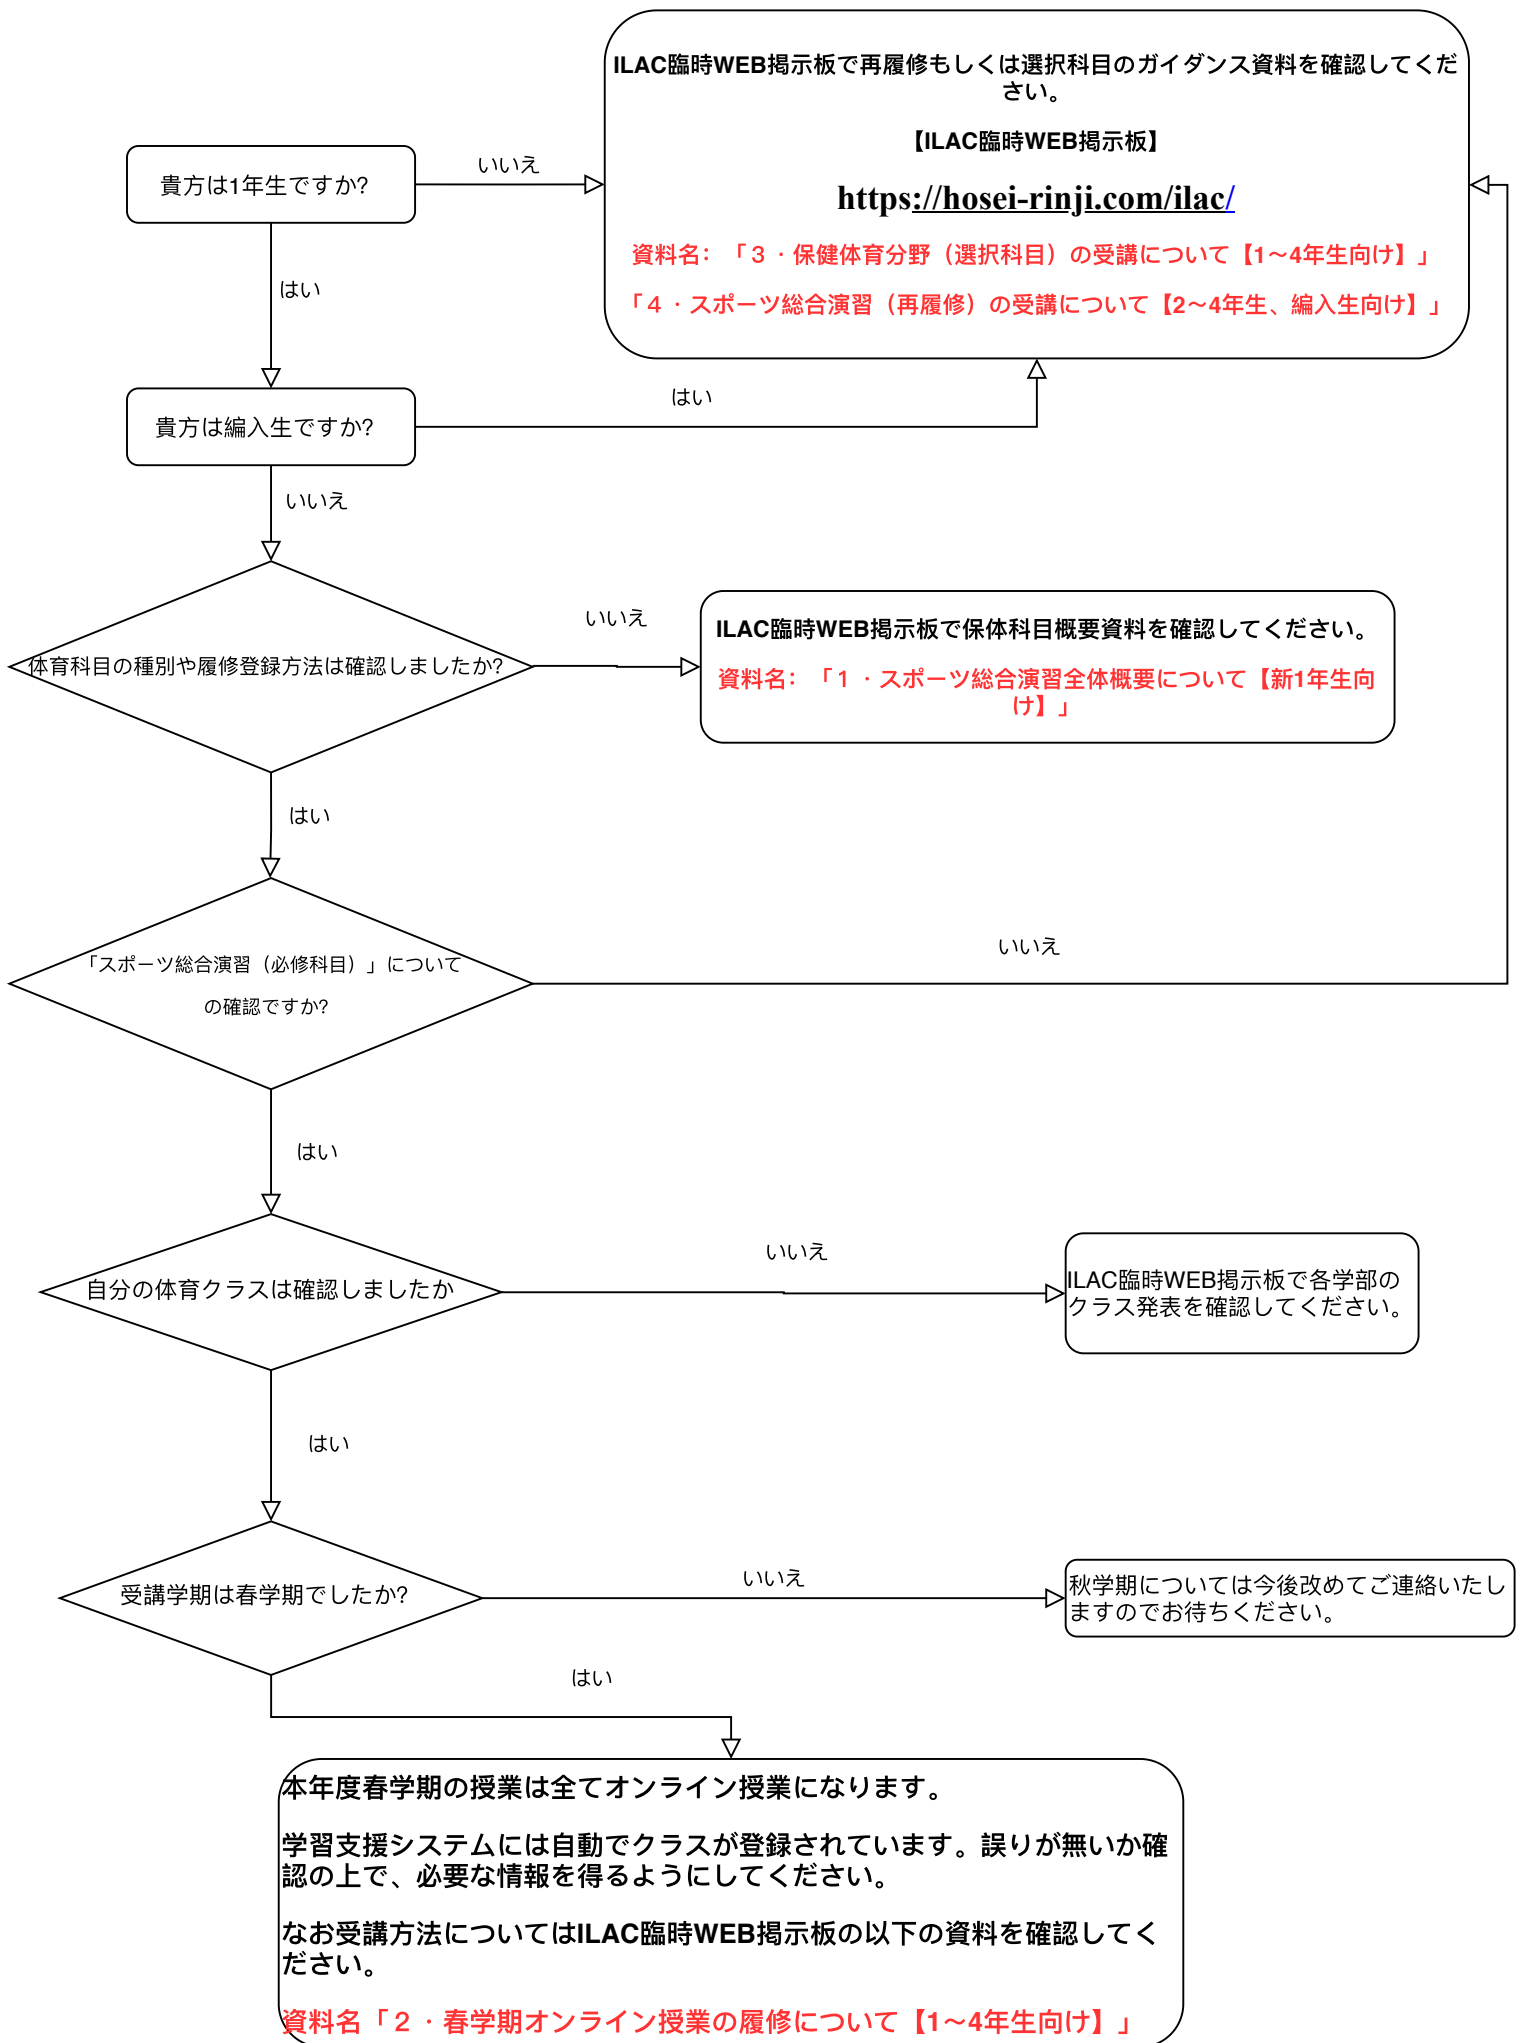 ILAC臨時WEB掲示板で再履修もしくは選択科目のガイダンス資料を確認してくだ
さい。
【ILAC臨時WEB掲示板】
https://hosei-rinji.com/ilac/
資料名：「３・保健体育分野（選択科目）の受講について【1〜4年生向け】」
「４・スポーツ総合演習（再履修）の受講について【2〜4年生、編入生向け】」
貴方は1年生ですか?
いいえ
はい
貴方は編入生ですか?
はい
いいえ
体育科目の種別や履修登録方法は確認しましたか?
いいえ
ILAC臨時WEB掲示板で保体科目概要資料を確認してください。
資料名：「１・スポーツ総合演習全体概要について【新1年生向
け】」
はい
「スポーツ総合演習（必修科目）」について
の確認ですか?
いいえ
はい
自分の体育クラスは確認しましたか
いいえ
ILAC臨時WEB掲示板で各学部の
クラス発表を確認してください。
はい
受講学期は春学期でしたか?
いいえ
秋学期については今後改めてご連絡いたし
ますのでお待ちください。
はい
本年度春学期の授業は全てオンライン授業になります。
学習支援システムには自動でクラスが登録されています。誤りが無いか確
認の上で、必要な情報を得るようにしてください。
なお受講方法についてはILAC臨時WEB掲示板の以下の資料を確認してく
ださい。
資料名「２・春学期オンライン授業の履修について【1〜4年生向け】」